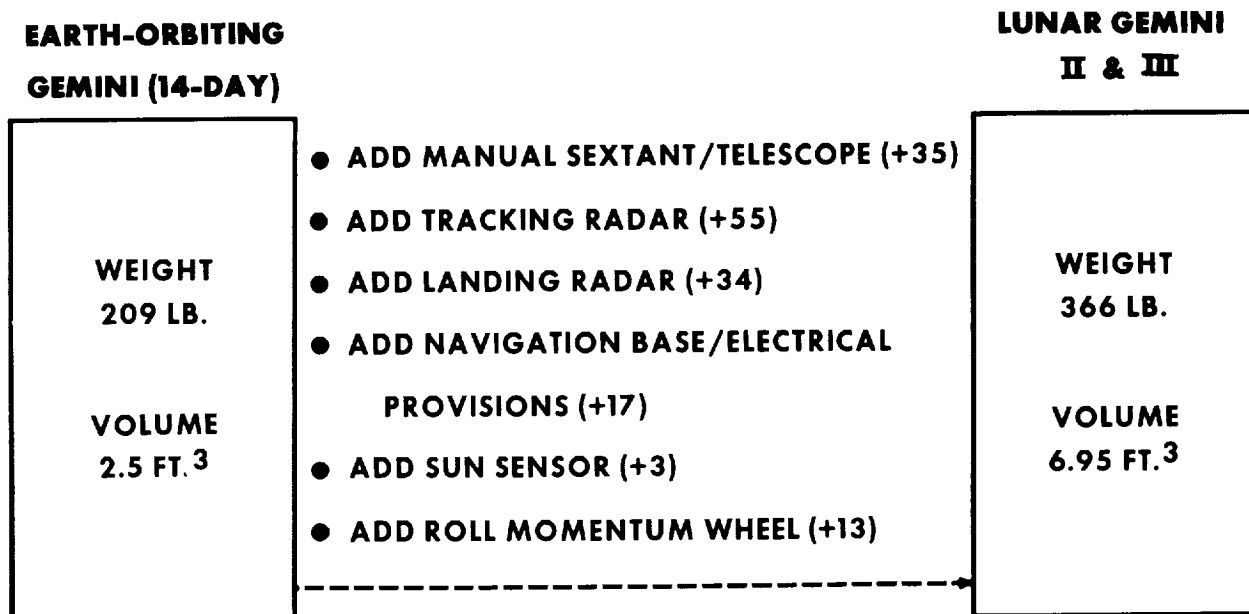 EARTH-ORBITING
GEMINI (14-DAY)
WEIGHT
209 LB.
VOLUME
2.5 FT.³
● ADD MANUAL SEXTANT/TELESCOPE (+35)
● ADD TRACKING RADAR (+55)
● ADD LANDING RADAR (+34)
● ADD NAVIGATION BASE/ELECTRICAL
PROVISIONS (+17)
● ADD SUN SENSOR (+3)
● ADD ROLL MOMENTUM WHEEL (+13)
LUNAR GEMINI
II & III
WEIGHT
366 LB.
VOLUME
6.95 FT.³